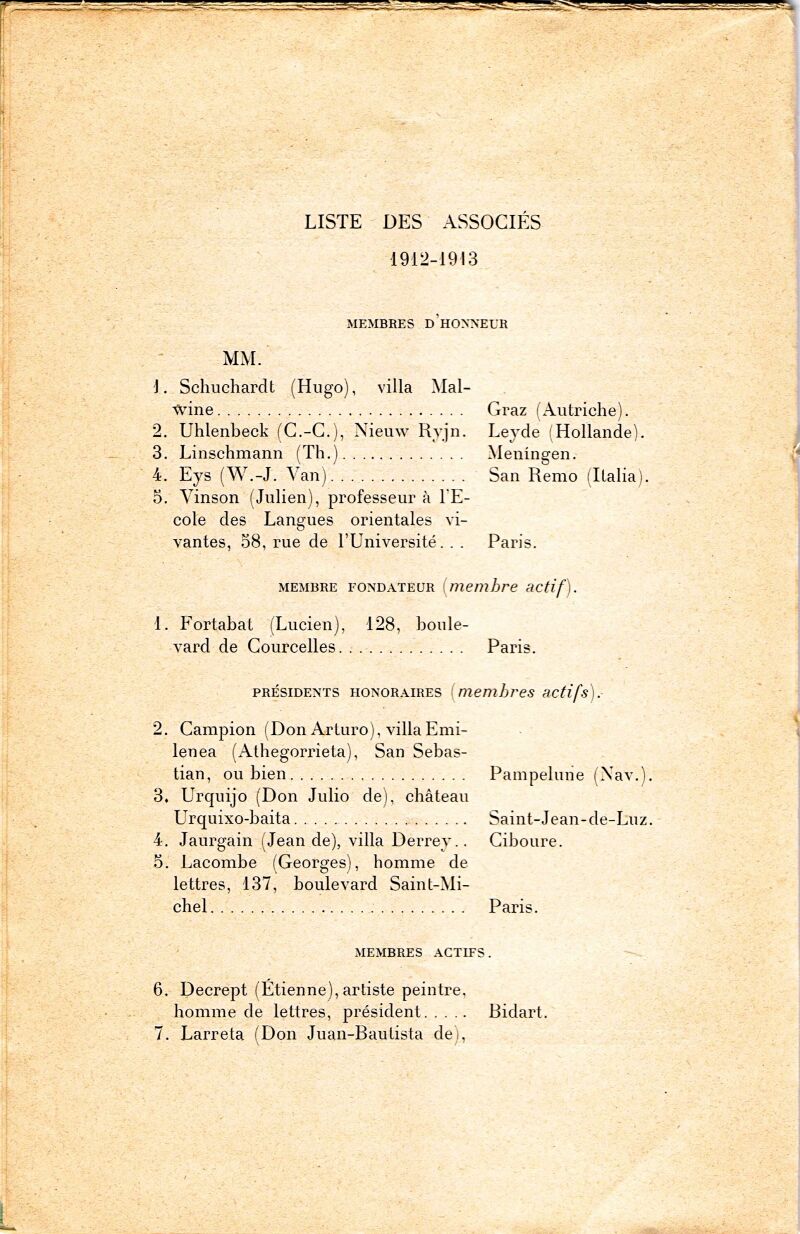 LISTE DES ASSOCIÉS
1912-1913
MEMBRES D'HONNEUR
MM.
1. Schuchardt (Hugo), villa Mal-
wine......................... Graz (Autriche).
2. Uhlenbeck (C.-C.), Nieuw Ryjn. Leyde (Hollande).
3. Linschmann (Th.)............. Meningen.
4. Eys (W.-J. Van).............. San Remo (Italia).
5. Vinson (Julien), professeur à l'E-
cole des Langues orientales vi-
vantes, 58, rue de l'Université... Paris.
MEMBRE FONDATEUR (membre actif).
1. Fortabat (Lucien), 128, boule-
vard de Courcelles............. Paris.
PRÉSIDENTS HONORAIRES (membres actifs).
2. Campion (Don Arturo), villa Emi-
lenea (Athegorrieta), San Sebas-
tian, ou bien.................. Pampelune (Nav.).
3. Urquijo (Don Julio de), château
Urquixo-baita.................. Saint-Jean-de-Luz.
4. Jaurgain (Jean de), villa Derrey.. Ciboure.
5. Lacombe (Georges), homme de
lettres, 137, boulevard Saint-Mi-
chel.......................... Paris.
MEMBRES ACTIFS.
6. Decrept (Étienne), artiste peintre,
homme de lettres, président..... Bidart.
7. Larreta (Don Juan-Bautista de),